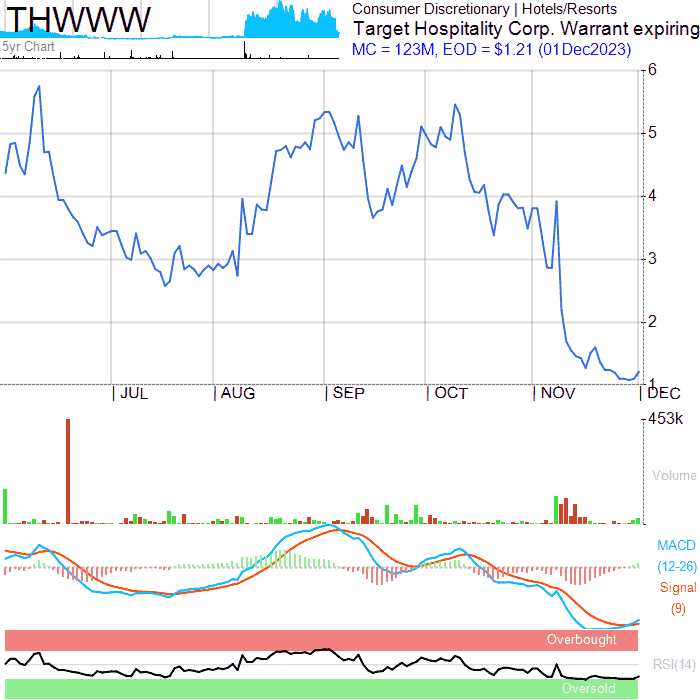 THWWW
5yr Chart
Consumer Discretionary | Hotels/Resorts
Target Hospitality Corp. Warrant expiring
MC = 123M, EOD = $1.21 (01Dec2023)
6
5
4
3
2
1
JUL
AUG
SEP
OCT
NOV
DEC
453k
Volume
MACD
(12-26)
Signal
(9)
Overbought
RSI(14)
Oversold